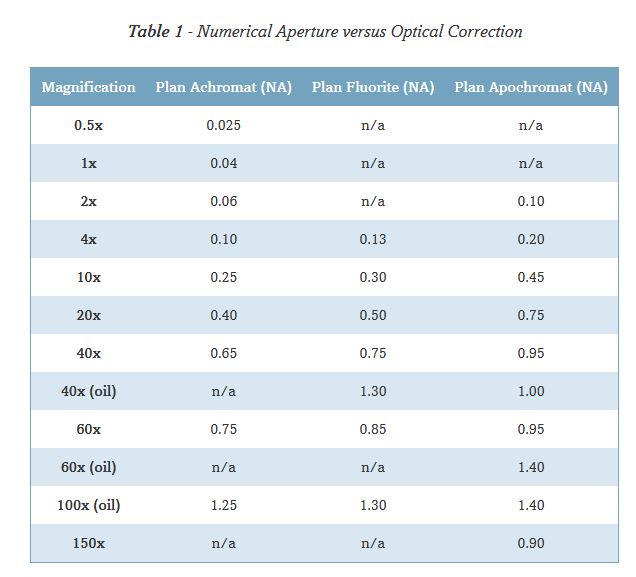 Table 1 - Numerical Aperture versus Optical Correction
Magnification Plan Achromat (NA) Plan Fluorite (NA) Plan Apochromat (NA)
0.5x 0.025 n/a n/a
1x 0.04 n/a n/a
2x 0.06 n/a 0.10
4x 0.10 0.13 0.20
10x 0.25 0.30 0.45
20x 0.40 0.50 0.75
40x 0.65 0.75 0.95
40x (oil) n/a 1.30 1.00
60x 0.75 0.85 0.95
60x (oil) n/a n/a 1.40
100x (oil) 1.25 1.30 1.40
150x n/a n/a 0.90